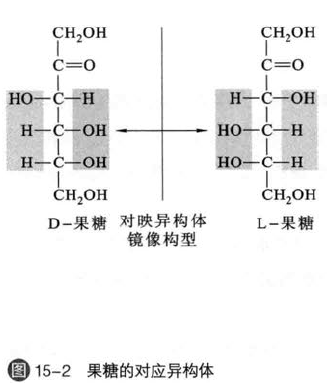 CH₂OH CH₂OH
C=O C=O
HO—C—H H—C—OH
H—C—OH HO—C—H
H—C—OH HO—C—H
CH₂OH CH₂OH
D-果糖 对映异构体 L-果糖
镜像构型
图 15-2 果糖的对应异构体